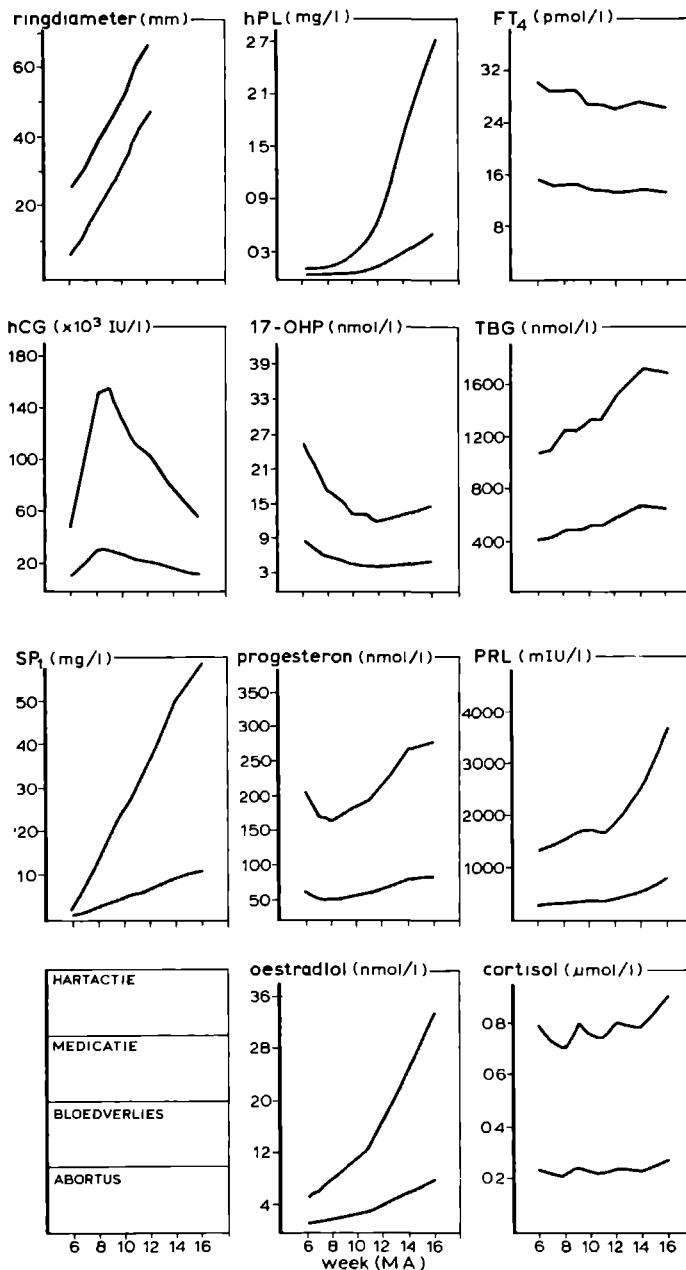 ringdiameter (mm)
60
40
20
hPL (mg/l)
27
21
1.5
09
03
FT4 (pmol/l)
32
26
16
8
hCG (x10³ IU/l)
180
140
100
60
20
17-OHP (nmol/l)
39
33
27
21
15
9
3
TBG (nmol/l)
1600
1200
800
400
SP1 (mg/l)
50
40
30
20
10
progesteron (nmol/l)
350
300
250
200
150
100
50
PRL (mIU/l)
4000
3000
2000
1000
HARTACTIE
MEDICATIE
BLOEDVERLIES
ABORTUS
6 8 10 12 14 16
oestradiol (nmol/l)
36
28
20
12
4
6 8 10 12 14 16
week (MA)
cortisol (µmol/l)
08
06
04
02
6 8 10 12 14 16